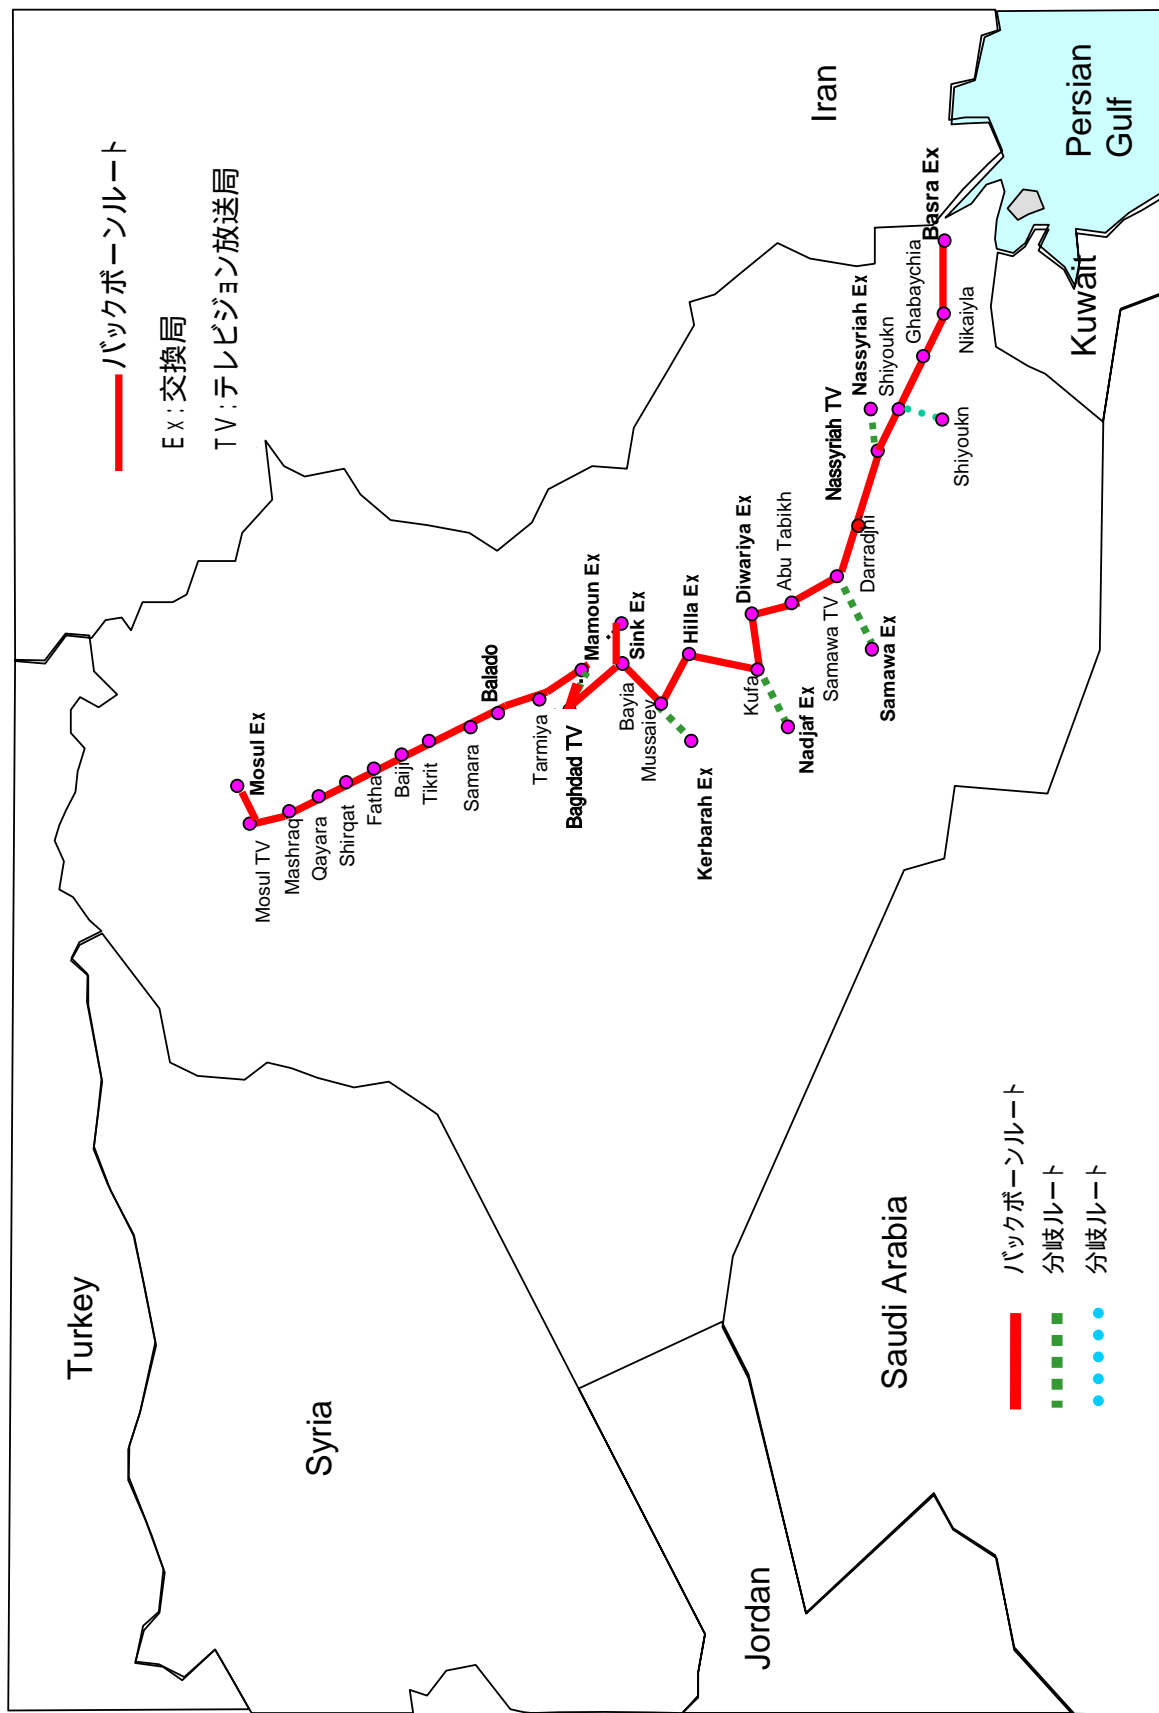 バックボーンルート
Ex:交換局
TV:テレビジョン放送局
Turkey
Syria
Iran
Mosul Ex
Mosul TV
Mashraq
Qayara
Shirqat
Fatha
Baiji
Tikrit
Samara
Balado
Tarmiya
Mamoun Ex
Baghdad TV
Sink Ex
Bayia
Mussaiev
Kerbarah Ex
Hilla Ex
Kufa
Nadjaf Ex
Diwariya Ex
Abu Tabikh
Samawa TV
Samawa Ex
Darradjhi
Nassyriah TV
Nassyriah Ex
Shiyoukn
Shiyoukn
Ghabaychia
Nikaiyla
Basra Ex
Persian
Gulf
Kuwait
Jordan
Saudi Arabia
バックボーンルート
分岐ルート
分岐ルート